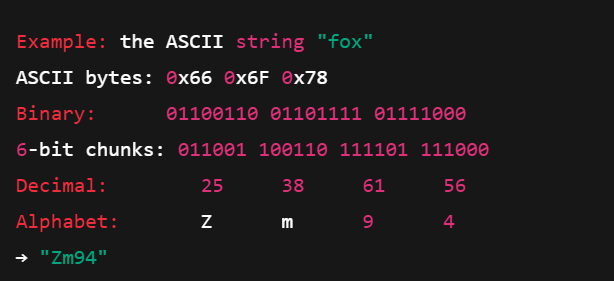 Example: the ASCII string "fox"
ASCII bytes: 0x66 0x6F 0x78
Binary: 01100110 01101111 01111000
6-bit chunks: 011001 100110 111101 111000
Decimal: 25 38 61 56
Alphabet: Z m 9 4
→ "Zm94"